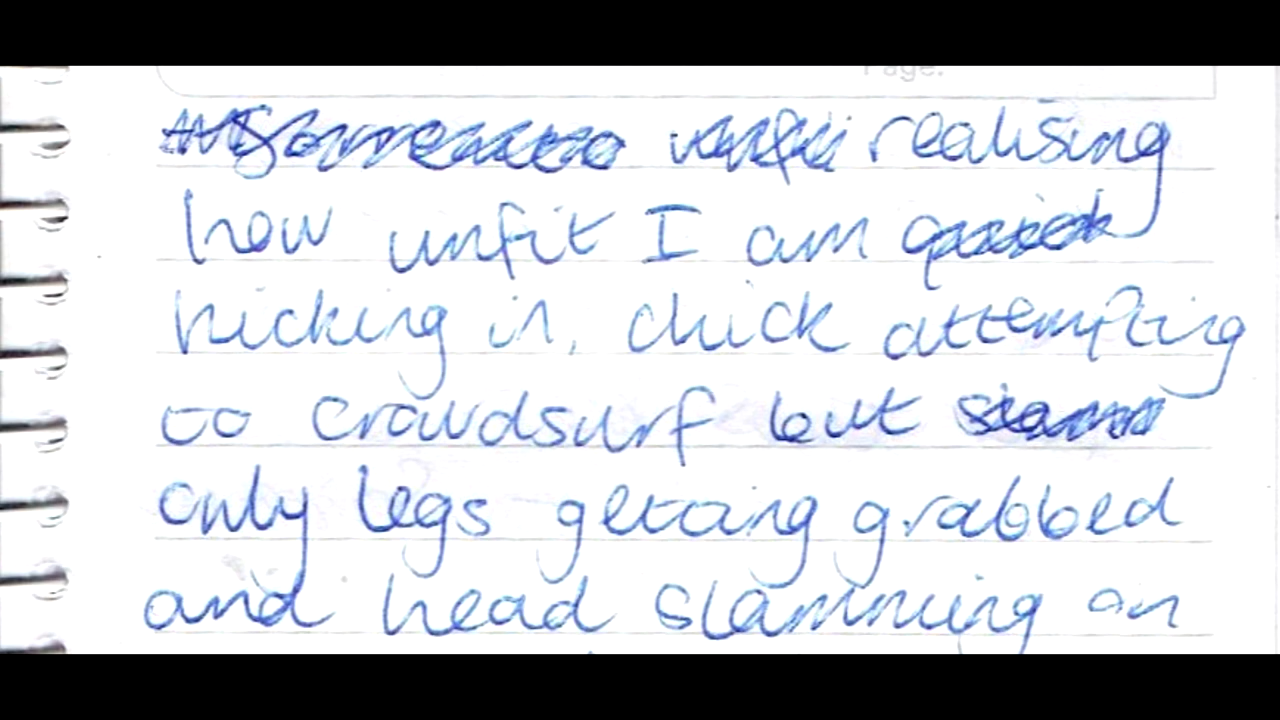 Page:
realising
how unfit I am
kicking in, chick attempting
to crowdsurf but
only legs getting grabbed
and head slamming on